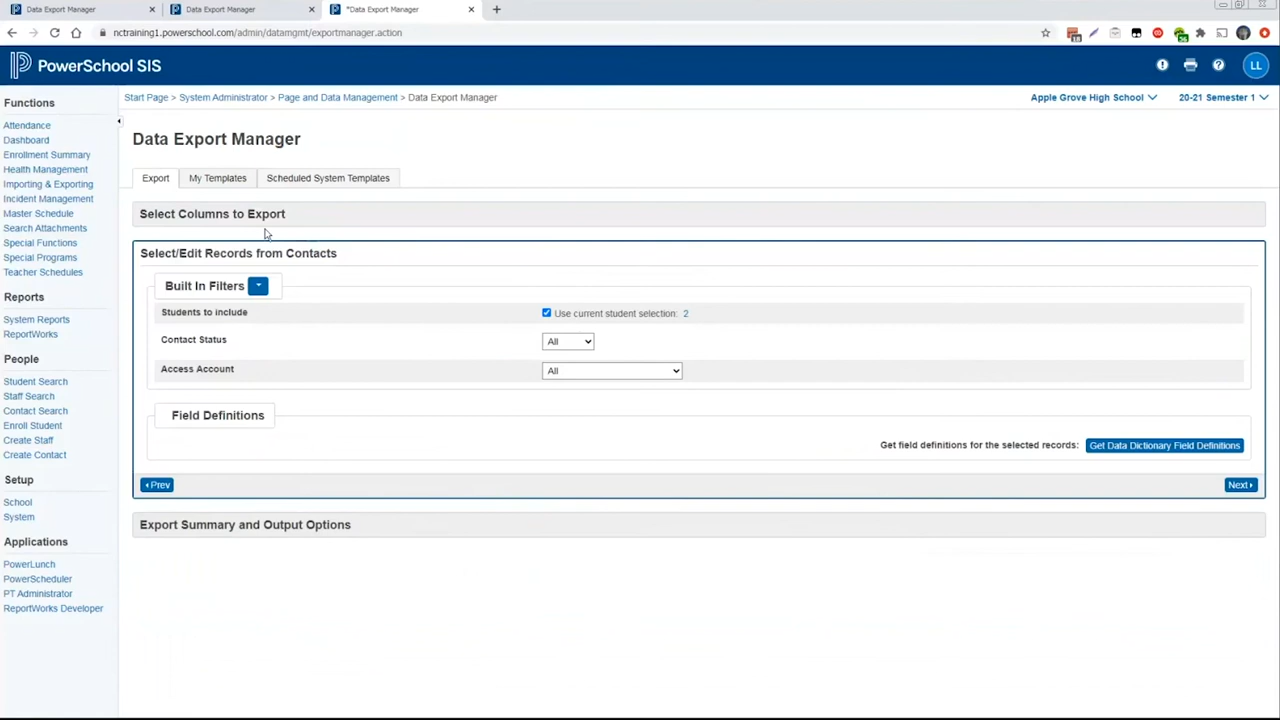 Data Export Manager
Data Export Manager
*Data Export Manager
nctraining1.powerschool.com/admin/datamgmt/exportmanager.action
PowerSchool SIS
LL
Functions
Attendance
Dashboard
Enrollment Summary
Health Management
Importing & Exporting
Incident Management
Master Schedule
Search Attachments
Special Functions
Special Programs
Teacher Schedules
Reports
System Reports
ReportWorks
People
Student Search
Staff Search
Contact Search
Enroll Student
Create Staff
Create Contact
Setup
School
System
Applications
PowerLunch
PowerScheduler
PT Administrator
ReportWorks Developer
Start Page > System Administrator > Page and Data Management > Data Export Manager
Apple Grove High School
20-21 Semester 1
Data Export Manager
Export
My Templates
Scheduled System Templates
Select Columns to Export
Select/Edit Records from Contacts
Built In Filters
Students to include
Use current student selection: 2
Contact Status
All
Access Account
All
Field Definitions
Get field definitions for the selected records:
Get Data Dictionary Field Definitions
Prev
Next
Export Summary and Output Options